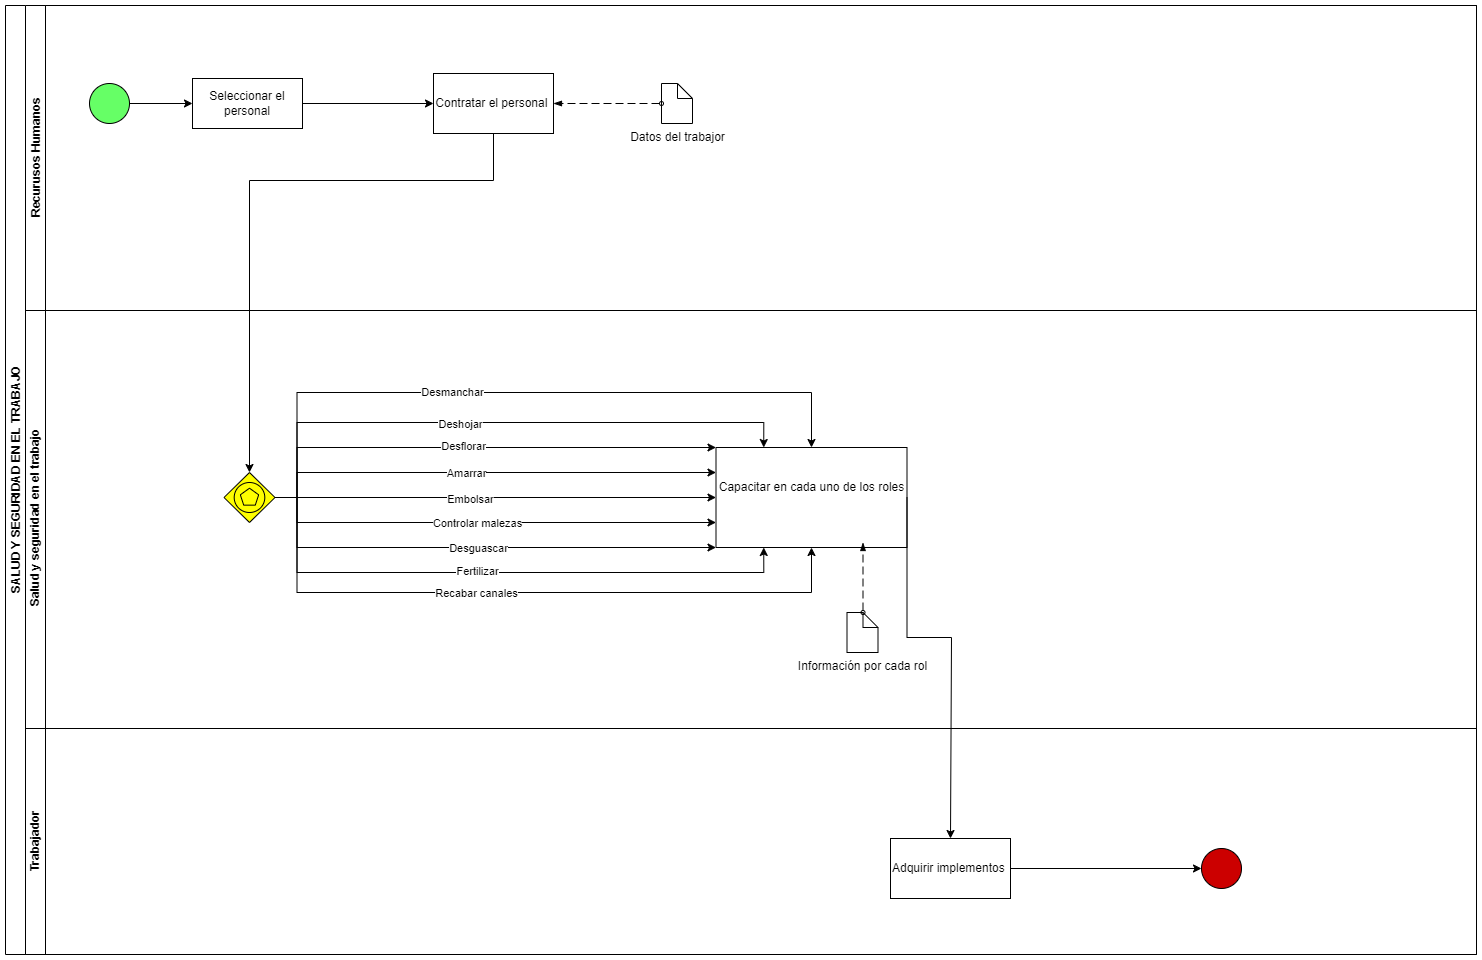 SALUD Y SEGURIDAD EN EL TRABAJO
Recurusos Humanos
Seleccionar el
personal
Contratar el personal
Datos del trabajor
Salud y seguridad en el trabajo
Desmanchar
Deshojar
Desflorar
Amarrar
Embolsar
Controlar malezas
Desguascar
Fertilizar
Recabar canales
Capacitar en cada uno de los roles
Información por cada rol
Trabajador
Adquirir implementos